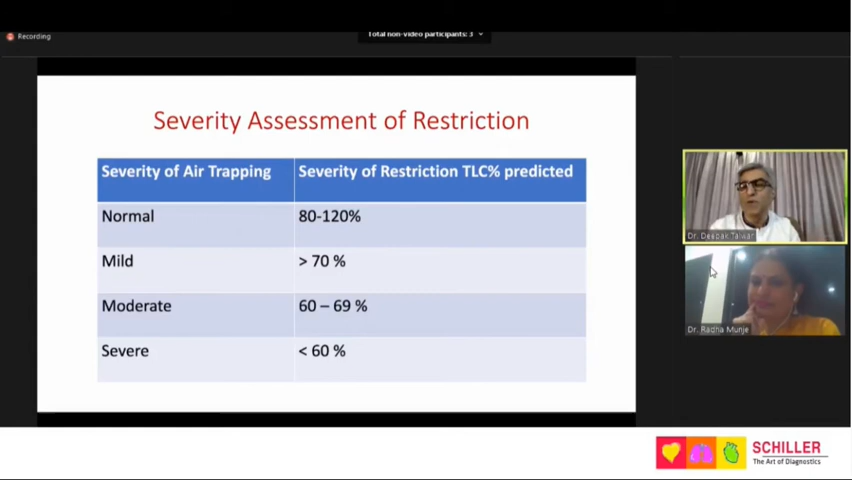 Recording
Total non-video participants: 3
Severity Assessment of Restriction
Severity of Air Trapping Severity of Restriction TLC% predicted
Normal 80-120%
Mild > 70 %
Moderate 60 – 69 %
Severe < 60 %
Dr. Deepak Talwar
Dr. Radha Munje
SCHILLER
The Art of Diagnostics